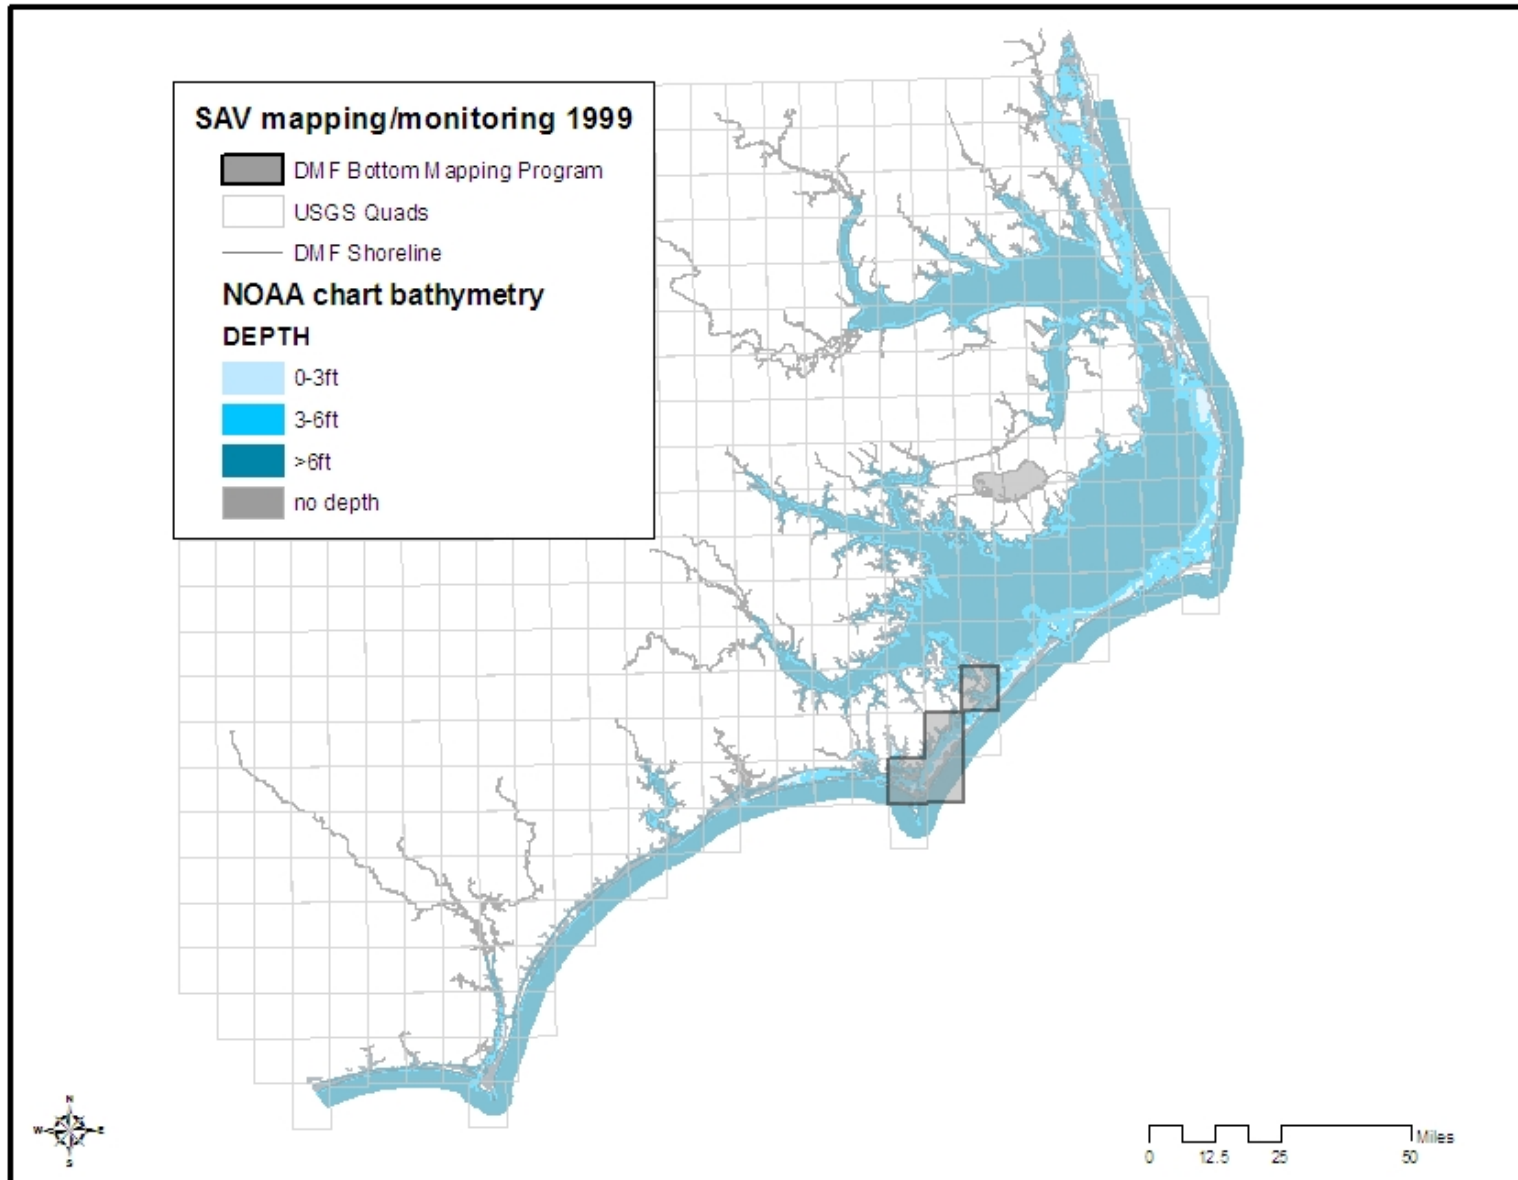 SAV mapping/monitoring 1999
DMF Bottom Mapping Program
USGS Quads
DMF Shoreline
NOAA chart bathymetry
DEPTH
0-3ft
3-6ft
>6ft
no depth
N
W E
S
Miles
0 12.5 25 50